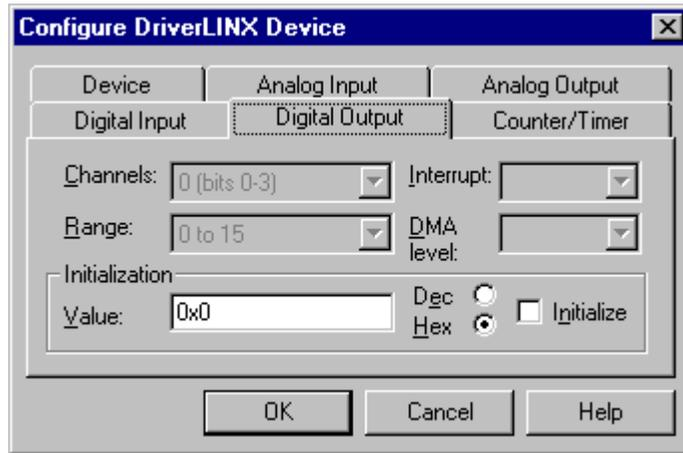 Configure DriverLINX Device
Device Analog Input Analog Output
Digital Input Digital Output Counter/Timer
Channels: 0 (bits 0-3) Interrupt:
Range: 0 to 15 DMA level:
Initialization
Value: 0x0 Dec Hex Initialize
OK Cancel Help